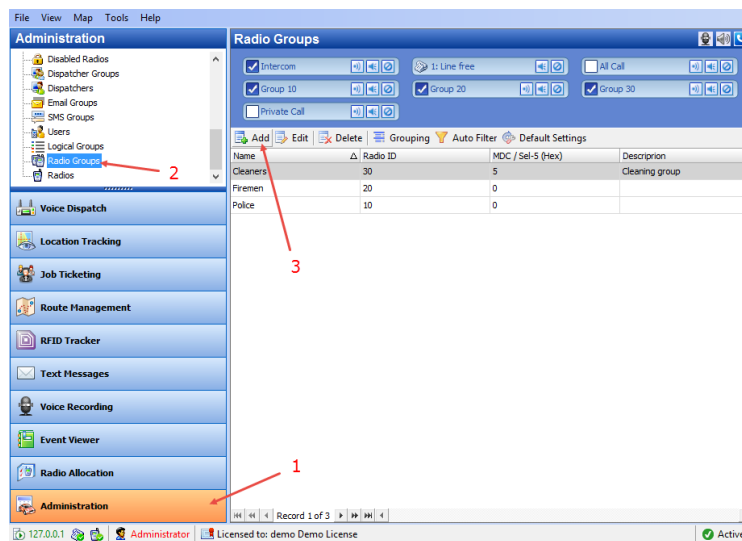 File View Map Tools Help
Administration
Disabled Radios
Dispatcher Groups
Dispatchers
Email Groups
SMS Groups
Users
Logical Groups
Radio Groups
Radios
2
Voice Dispatch
Location Tracking
Job Ticketing
Route Management
RFID Tracker
Text Messages
Voice Recording
Event Viewer
Radio Allocation
Administration
1
Radio Groups
Intercom 1: Line free All Call
Group 10 Group 20 Group 30
Private Call
Add Edit Delete Grouping Auto Filter Default Settings
Name Radio ID MDC / Sel-5 (Hex) Descriprion
Cleaners 30 5 Cleaning group
Firemen 20 0
Police 10 0
3
Record 1 of 3
127.0.0.1 Administrator Licensed to: demo Demo License Active